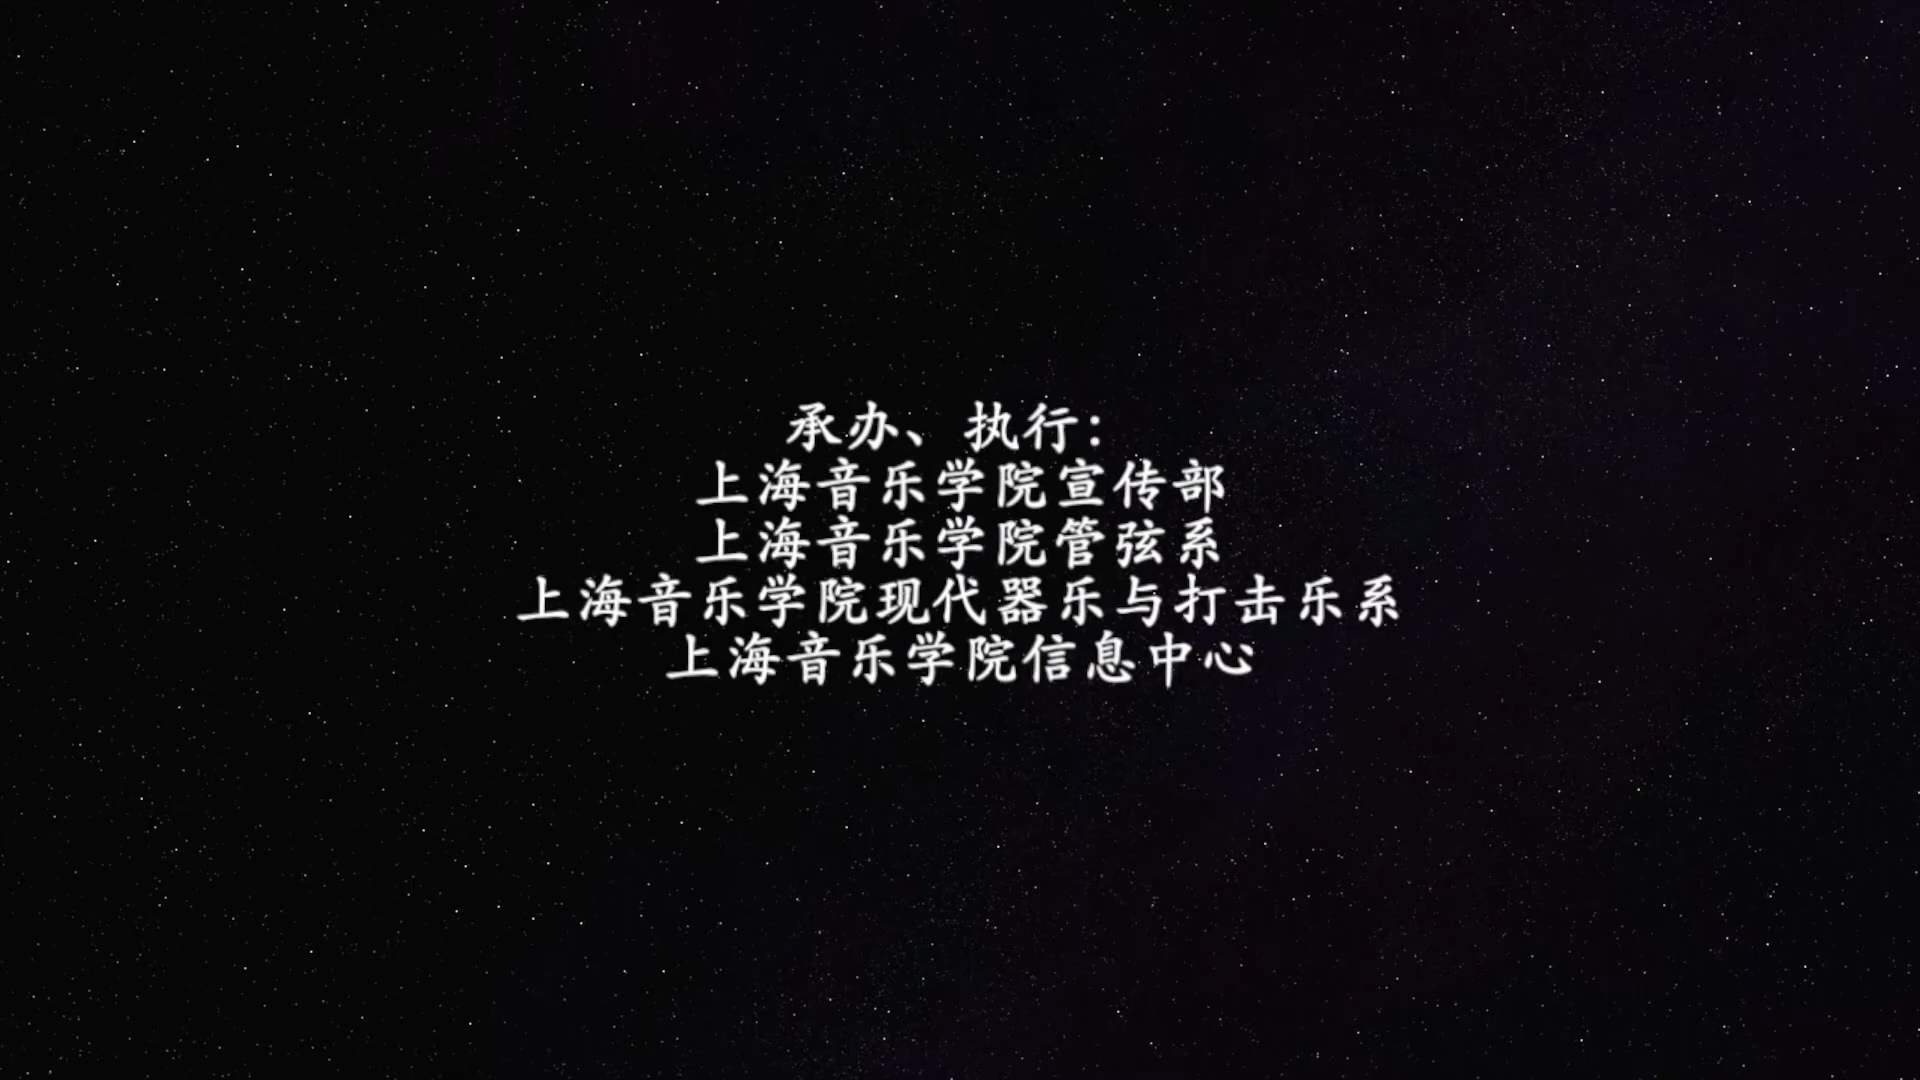 承办、执行：
上海音乐学院宣传部
上海音乐学院管弦系
上海音乐学院现代器乐与打击乐系
上海音乐学院信息中心